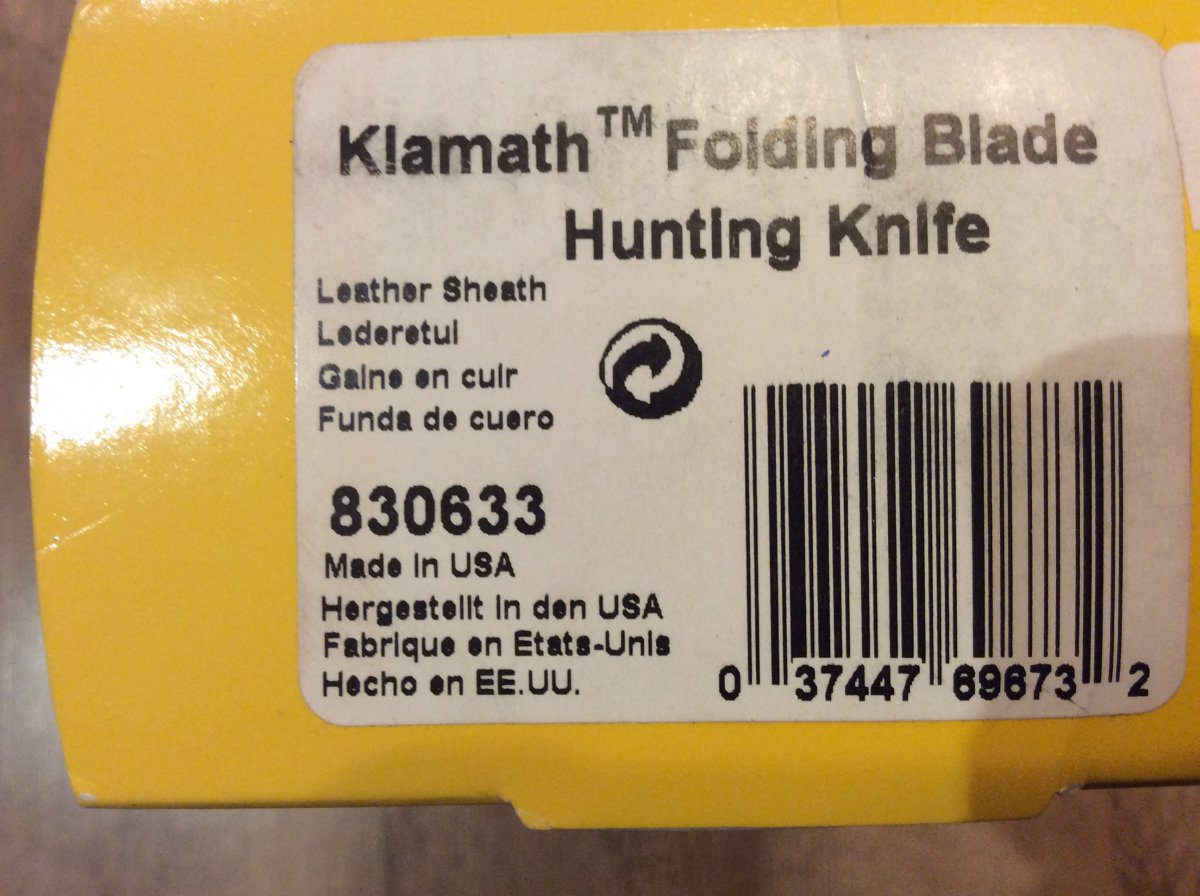 Klamath™ Folding Blade
Hunting Knife
Leather Sheath
Lederetui
Gaine en cuir
Funda de cuero
830633
Made in USA
Hergestellt in den USA
Fabrique en Etats-Unis
Hecho en EE.UU.
0 37447 69673 2